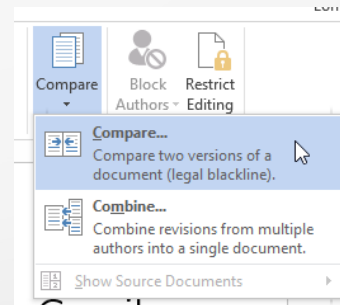 Compare
Block
Authors
Restrict
Editing
Compare...
Compare two versions of a
document (legal blackline).
Combine...
Combine revisions from multiple
authors into a single document.
Show Source Documents